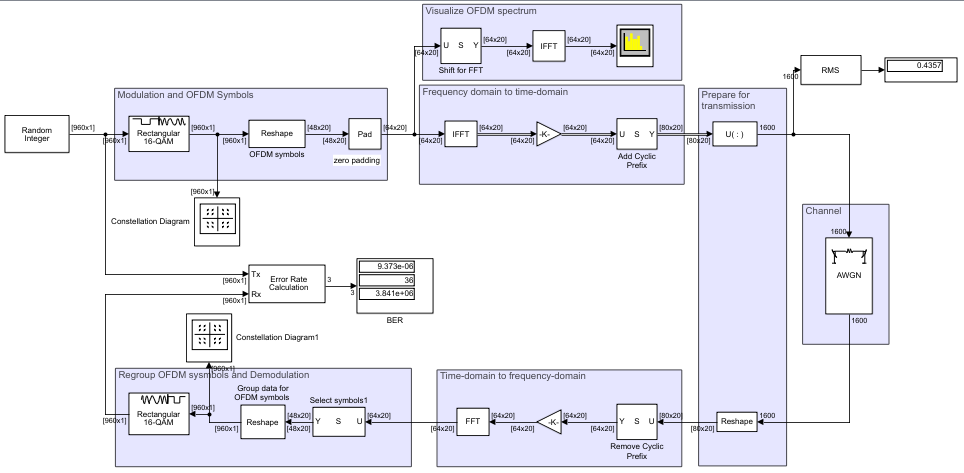 Visualize OFDM spectrum
[64x20]
U S Y
[64x20]
[64x20]
IFFT
[64x20]
[64x20]
Shift for FFT
1600
RMS
0.4357
Modulation and OFDM Symbols
Frequency domain to time-domain
Prepare for
transmission
Random
Integer
[960x1]
[960x1]
Rectangular
16-QAM
[960x1]
[960x1]
Reshape
OFDM symbols
[48x20]
[48x20]
Pad
zero padding
[64x20]
[64x20]
IFFT
[64x20]
[64x20]
-K-
[64x20]
[64x20]
U S Y
Add Cyclic
Prefix
[80x20]
[80x20]
U( : )
1600
[960x1]
Constellation Diagram
Channel
1600
AWGN
1600
Tx
[960x1]
Rx
[960x1]
Error Rate
Calculation
3
3
9.373e-06
36
3.841e+06
BER
Constellation Diagram1
[960x1]
Regroup OFDM sysmbols and Demodulation
Time-domain to frequency-domain
[960x1]
Rectangular
16-QAM
[960x1]
[960x1]
Group data for
OFDM symbols
Reshape
[48x20]
[48x20]
Select symbols1
Y S U
[64x20]
[64x20]
FFT
[64x20]
[64x20]
-K-
[64x20]
[64x20]
Y S U
Remove Cyclic
Prefix
[80x20]
[80x20]
Reshape
1600